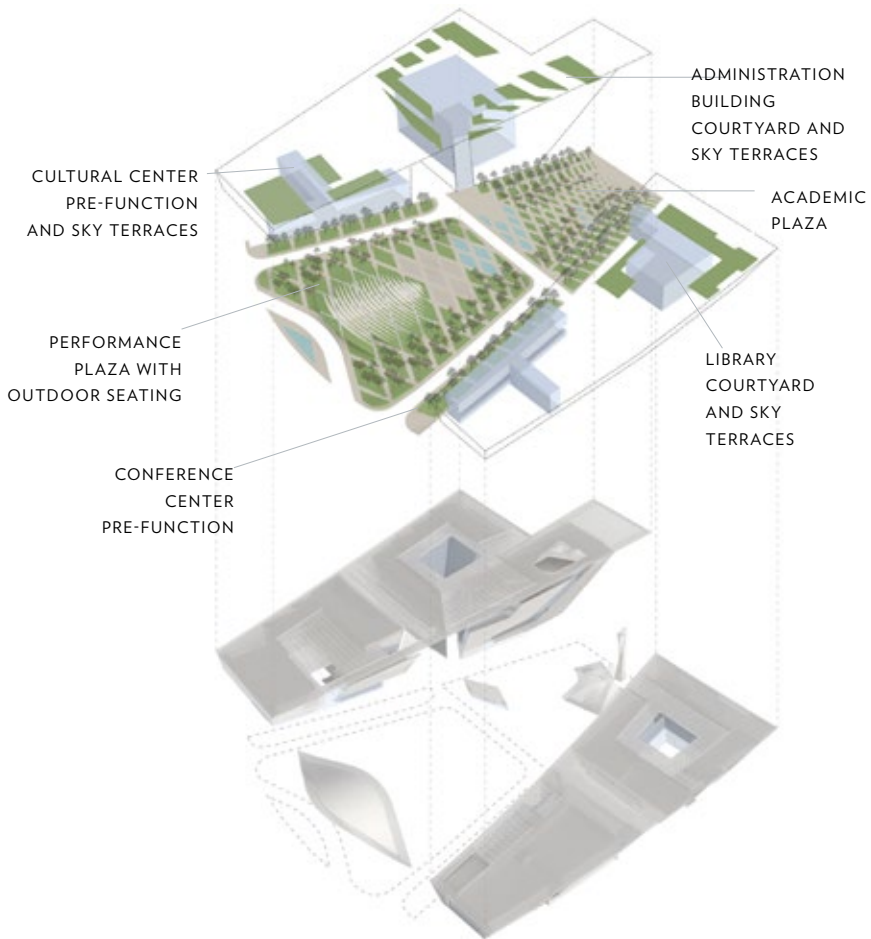 ADMINISTRATION
BUILDING
COURTYARD AND
SKY TERRACES
CULTURAL CENTER
PRE-FUNCTION
AND SKY TERRACES
ACADEMIC
PLAZA
PERFORMANCE
PLAZA WITH
OUTDOOR SEATING
LIBRARY
COURTYARD
AND SKY
TERRACES
CONFERENCE
CENTER
PRE-FUNCTION